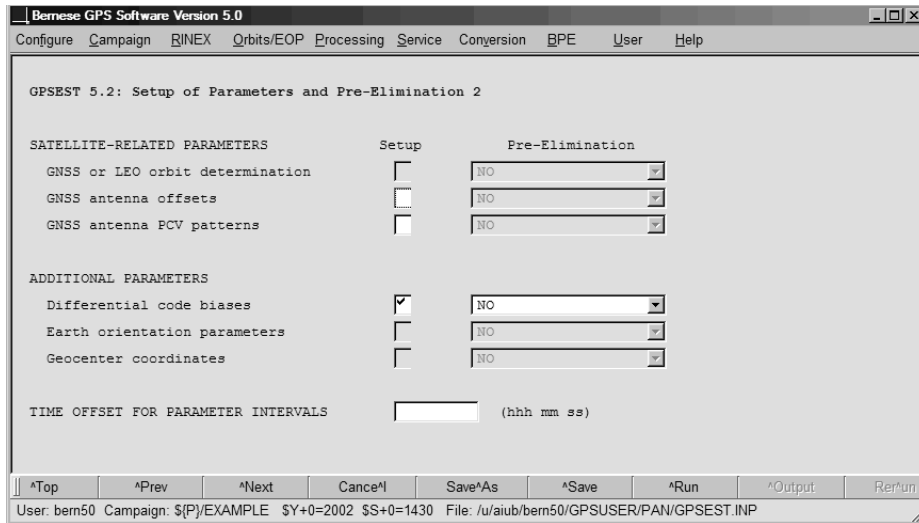 Bernese GPS Software Version 5.0
Configure Campaign RINEX Orbits/EOP Processing Service Conversion BPE User Help
GPSEST 5.2: Setup of Parameters and Pre-Elimination 2
SATELLITE-RELATED PARAMETERS Setup Pre-Elimination
GNSS or LEO orbit determination NO
GNSS antenna offsets NO
GNSS antenna PCV patterns NO
ADDITIONAL PARAMETERS
Differential code biases NO
Earth orientation parameters NO
Geocenter coordinates NO
TIME OFFSET FOR PARAMETER INTERVALS (hhh mm ss)
^Top ^Prev ^Next Cance^l Save^As ^Save ^Run ^Output Rer^un
User: bern50 Campaign: ${P}/EXAMPLE $Y+0=2002 $S+0=1430 File: /u/aiub/bern50/GPSUSER/PAN/GPSEST.INP